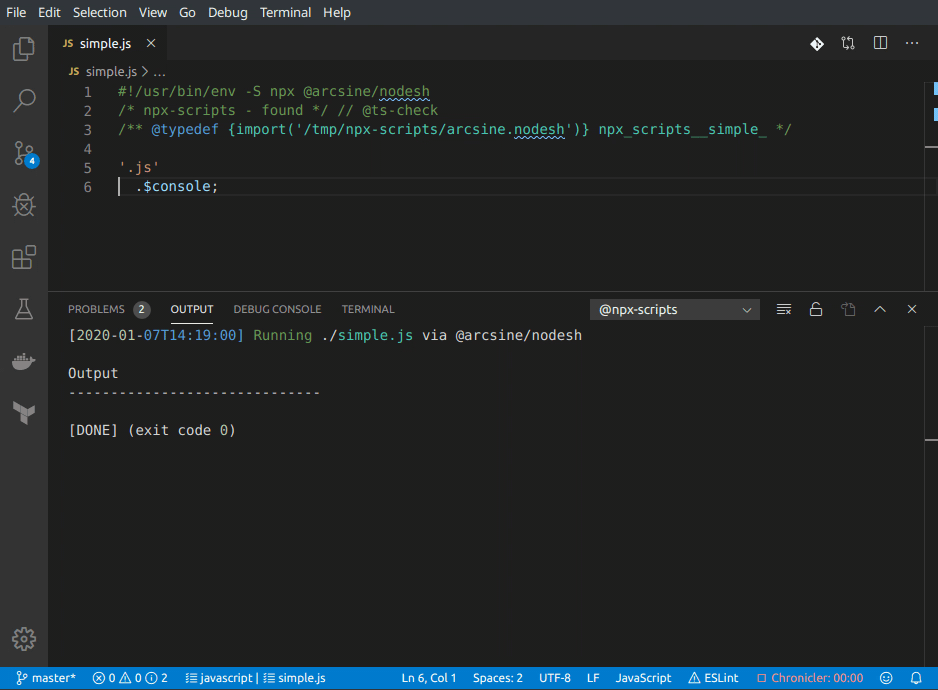 File Edit Selection View Go Debug Terminal Help
JS simple.js
JS simple.js > ...
1 #!/usr/bin/env -S npx @arcsine/nodesh
2 /* npx-scripts - found */ // @ts-check
3 /** @typedef {import('/tmp/npx-scripts/arcsine.nodesh')} npx_scripts__simple_ */
4
5 '.js'
6 .$console;
4
PROBLEMS 2 OUTPUT DEBUG CONSOLE TERMINAL @npx-scripts
[2020-01-07T14:19:00] Running ./simple.js via @arcsine/nodesh
Output
------------------------------
[DONE] (exit code 0)
master* 0 0 2 javascript | simple.js Ln 6, Col 1 Spaces: 2 UTF-8 LF JavaScript ESLint Chronicler: 00:00